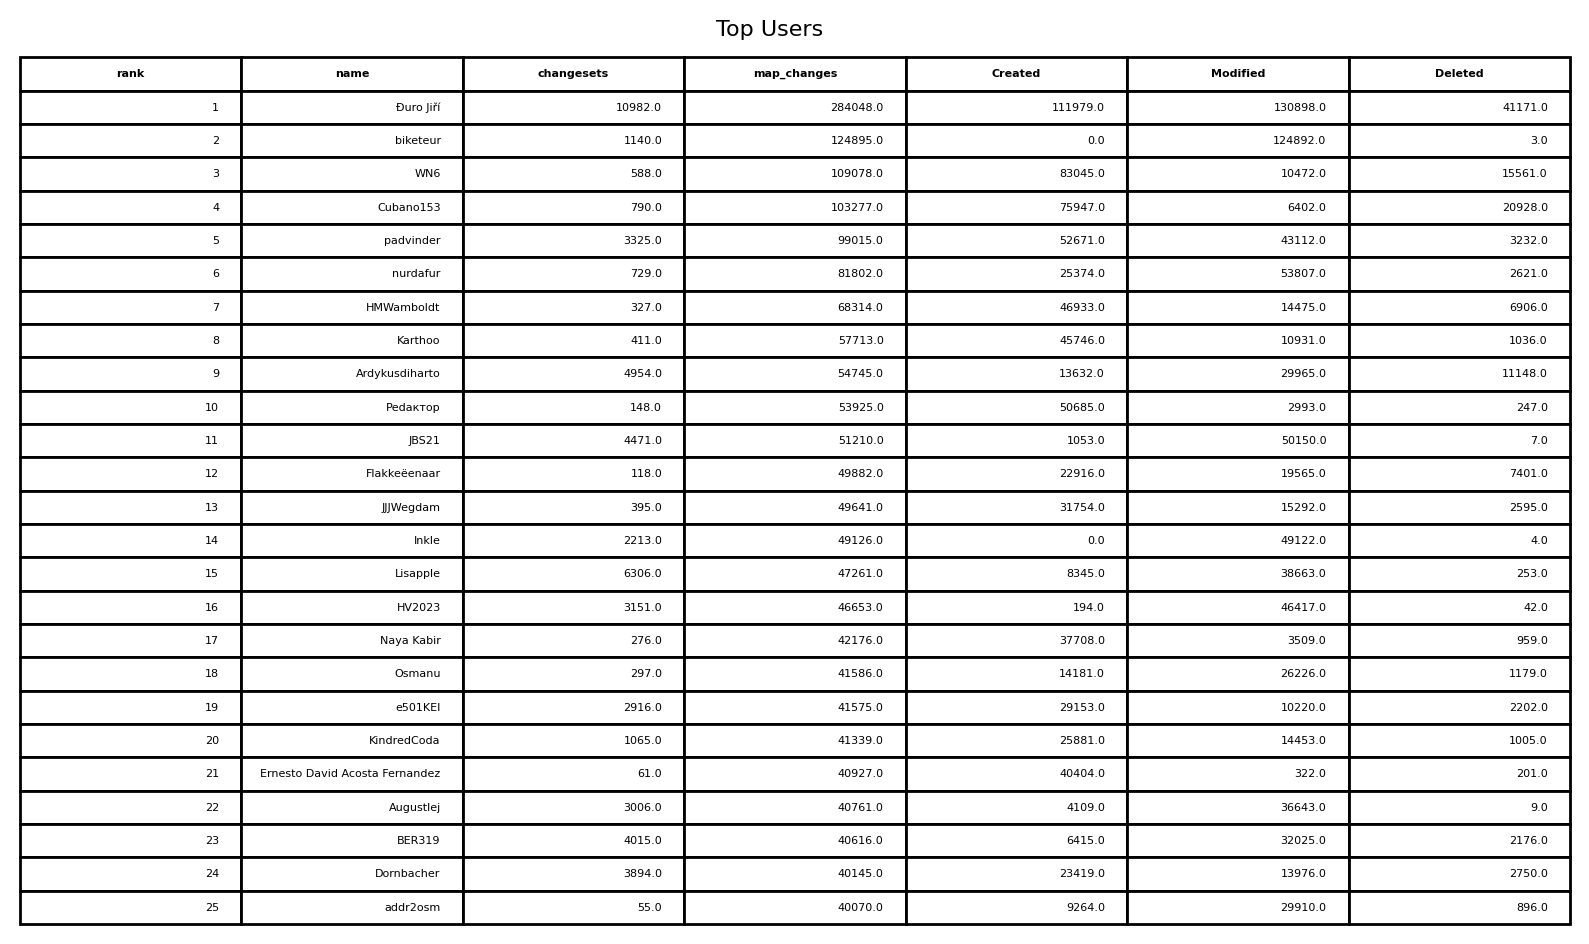 Top Users
rank name changesets map_changes Created Modified Deleted
1 Đuro Jiří 10982.0 284048.0 111979.0 130898.0 41171.0
2 biketeur 1140.0 124895.0 0.0 124892.0 3.0
3 WN6 588.0 109078.0 83045.0 10472.0 15561.0
4 Cubano153 790.0 103277.0 75947.0 6402.0 20928.0
5 padvinder 3325.0 99015.0 52671.0 43112.0 3232.0
6 nurdafur 729.0 81802.0 25374.0 53807.0 2621.0
7 HMWamboldt 327.0 68314.0 46933.0 14475.0 6906.0
8 Karthoo 411.0 57713.0 45746.0 10931.0 1036.0
9 Ardykusdiharto 4954.0 54745.0 13632.0 29965.0 11148.0
10 Рedакτор 148.0 53925.0 50685.0 2993.0 247.0
11 JBS21 4471.0 51210.0 1053.0 50150.0 7.0
12 Flakkeëenaar 118.0 49882.0 22916.0 19565.0 7401.0
13 JJJWegdam 395.0 49641.0 31754.0 15292.0 2595.0
14 Inkle 2213.0 49126.0 0.0 49122.0 4.0
15 Lisapple 6306.0 47261.0 8345.0 38663.0 253.0
16 HV2023 3151.0 46653.0 194.0 46417.0 42.0
17 Naya Kabir 276.0 42176.0 37708.0 3509.0 959.0
18 Osmanu 297.0 41586.0 14181.0 26226.0 1179.0
19 e501KEI 2916.0 41575.0 29153.0 10220.0 2202.0
20 KindredCoda 1065.0 41339.0 25881.0 14453.0 1005.0
21 Ernesto David Acosta Fernandez 61.0 40927.0 40404.0 322.0 201.0
22 Augustlej 3006.0 40761.0 4109.0 36643.0 9.0
23 BER319 4015.0 40616.0 6415.0 32025.0 2176.0
24 Dornbacher 3894.0 40145.0 23419.0 13976.0 2750.0
25 addr2osm 55.0 40070.0 9264.0 29910.0 896.0